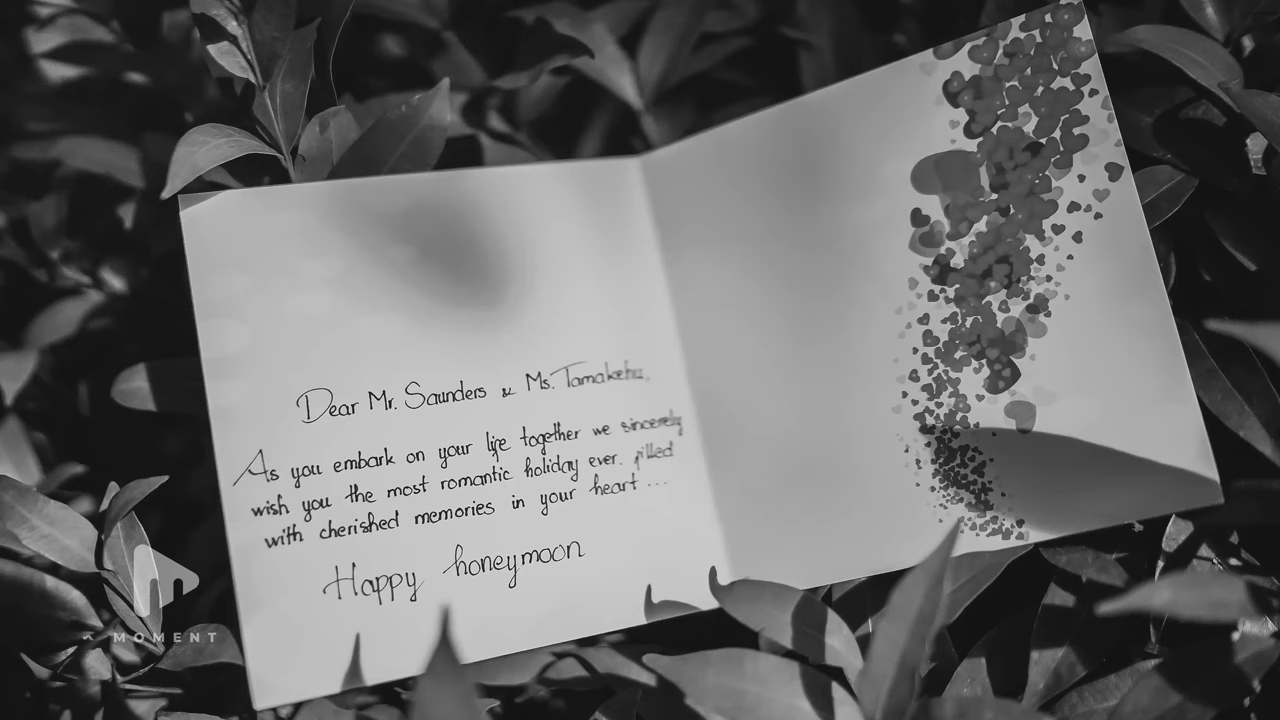 Dear Mr. Saunders & Ms.
As you embark on your life together we sincerely
wish you the most romantic holiday ever. filled
with cherished memories in your heart ...
Happy honeymoon
MOMENT